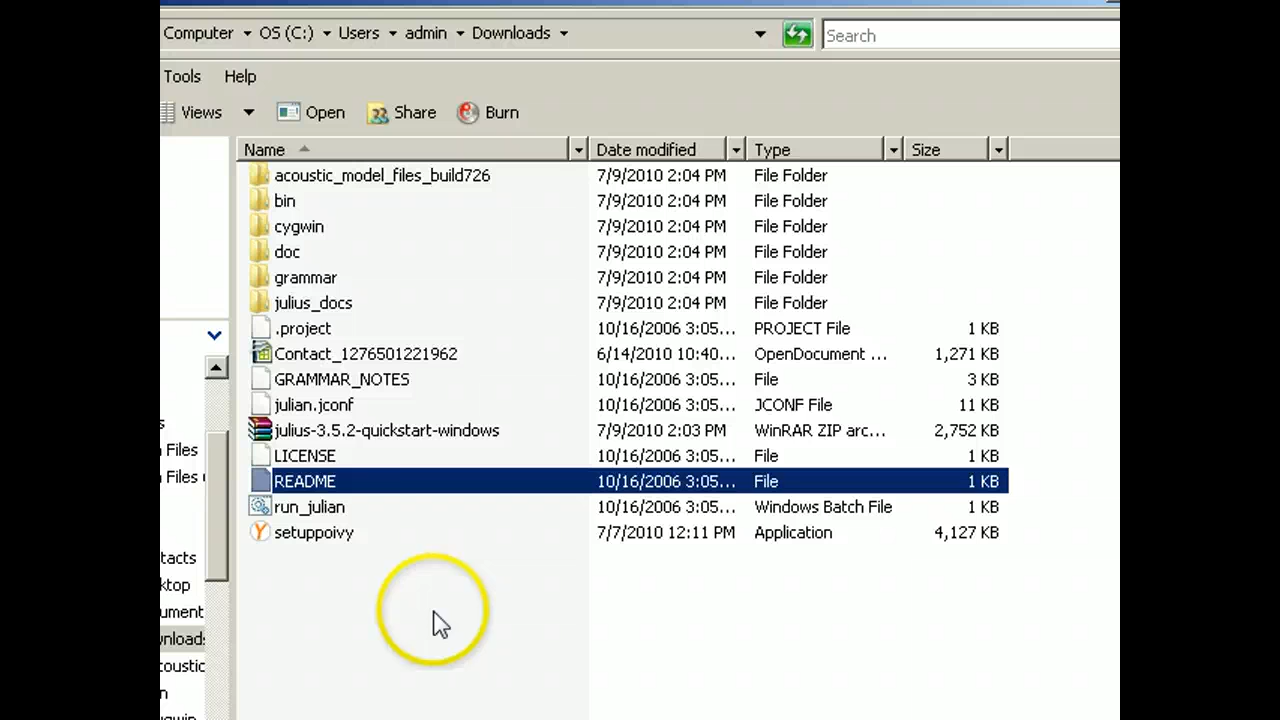 Computer OS (C:) Users admin Downloads Search
Tools Help
Views Open Share Burn
Name Date modified Type Size
acoustic_model_files_build726 7/9/2010 2:04 PM File Folder
bin 7/9/2010 2:04 PM File Folder
cygwin 7/9/2010 2:04 PM File Folder
doc 7/9/2010 2:04 PM File Folder
grammar 7/9/2010 2:04 PM File Folder
julius_docs 7/9/2010 2:04 PM File Folder
.project 10/16/2006 3:05... PROJECT File 1 KB
Contact_1276501221962 6/14/2010 10:40... OpenDocument ... 1,271 KB
GRAMMAR_NOTES 10/16/2006 3:05... File 3 KB
julian.jconf 10/16/2006 3:05... JCONF File 11 KB
julius-3.5.2-quickstart-windows 7/9/2010 2:03 PM WinRAR ZIP arc... 2,752 KB
LICENSE 10/16/2006 3:05... File 1 KB
README 10/16/2006 3:05... File 1 KB
run_julian 10/16/2006 3:05... Windows Batch File 1 KB
setuppoivy 7/7/2010 12:11 PM Application 4,127 KB
s
n Files
n Files (
tacts
ktop
ument
wnloads
coustic
in